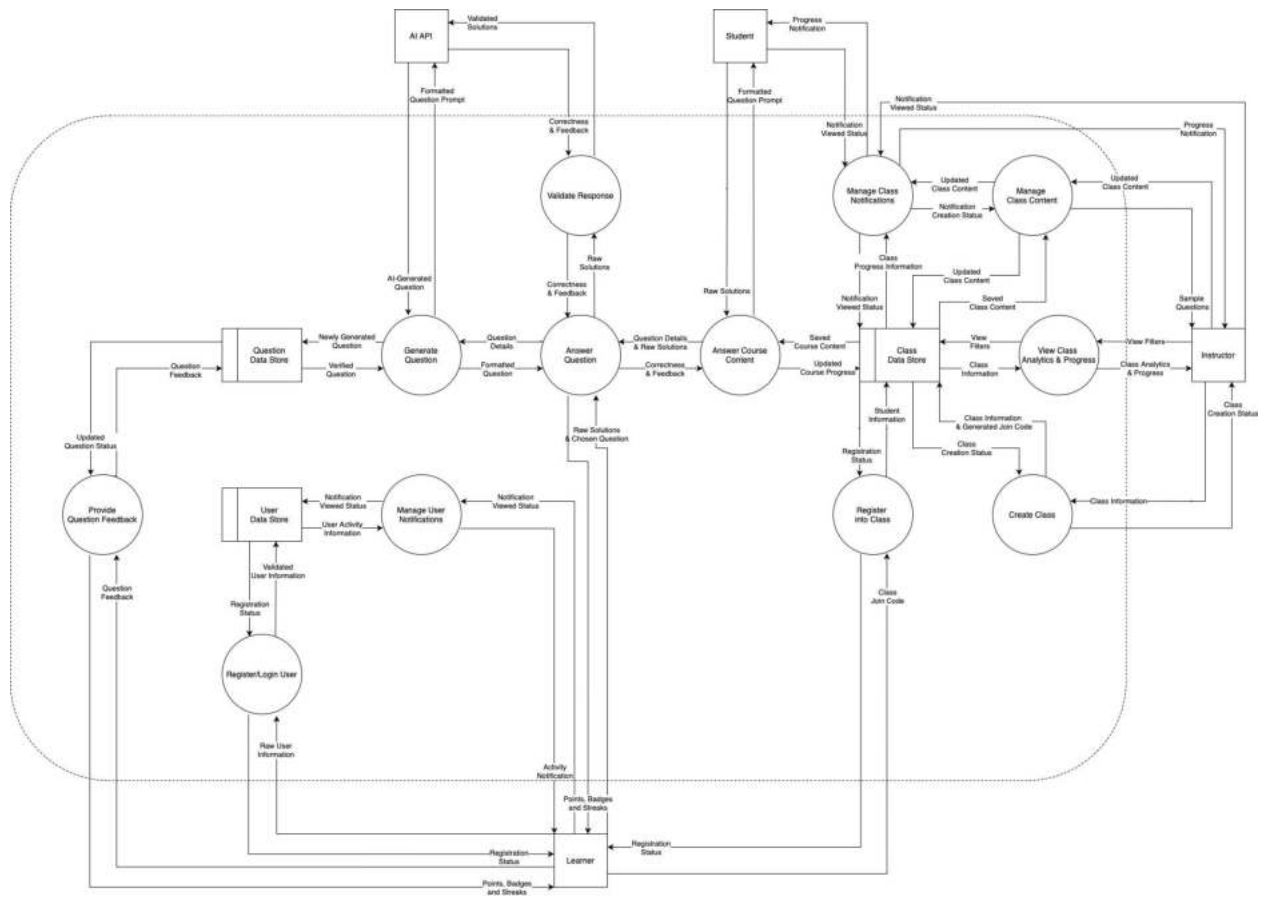 Validated
Solutions
AI API
Progress
Notification
Student
Formatted
Question Prompt
Formatted
Question Prompt
Notification
Viewed Status
Correctness
& Feedback
Notification
Viewed Status
Progress
Notification
Validate Response
Manage Class
Notifications
Updated
Class Content
Notification
Creation Status
Manage
Class Content
Updated
Class Content
Raw
Solutions
Class
Progress Information
AI-Generated
Question
Correctness
& Feedback
Raw Solutions
Notification
Viewed Status
Updated
Class Content
Saved
Class Content
Sample
Questions
Question
Data Store
Newly Generated
Question
Verified
Question
Generate
Question
Question
Details
Formatted
Question
Answer
Question
Question Details
& Raw Solutions
Correctness
& Feedback
Answer Course
Content
Saved
Course Content
Updated
Course Progress
Class
Data Store
View
Filters
Class
Information
View Class
Analytics & Progress
View Filters
Class Analytics
& Progress
Instructor
Question
Feedback
Updated
Question Status
Raw Solutions
& Chosen Question
Student
Information
Registration
Status
Class Information
& Generated Join Code
Class
Creation Status
Class
Creation Status
Provide
Question Feedback
User
Data Store
Notification
Viewed Status
User Activity
Information
Manage User
Notifications
Notification
Viewed Status
Register
into Class
Create Class
Class Information
Validated
User Information
Question
Feedback
Registration
Status
Class
Join Code
Register/Login User
Raw User
Information
Activity
Notification
Points, Badges
and Streaks
Registration
Status
Learner
Registration
Status
Points, Badges
and Streaks